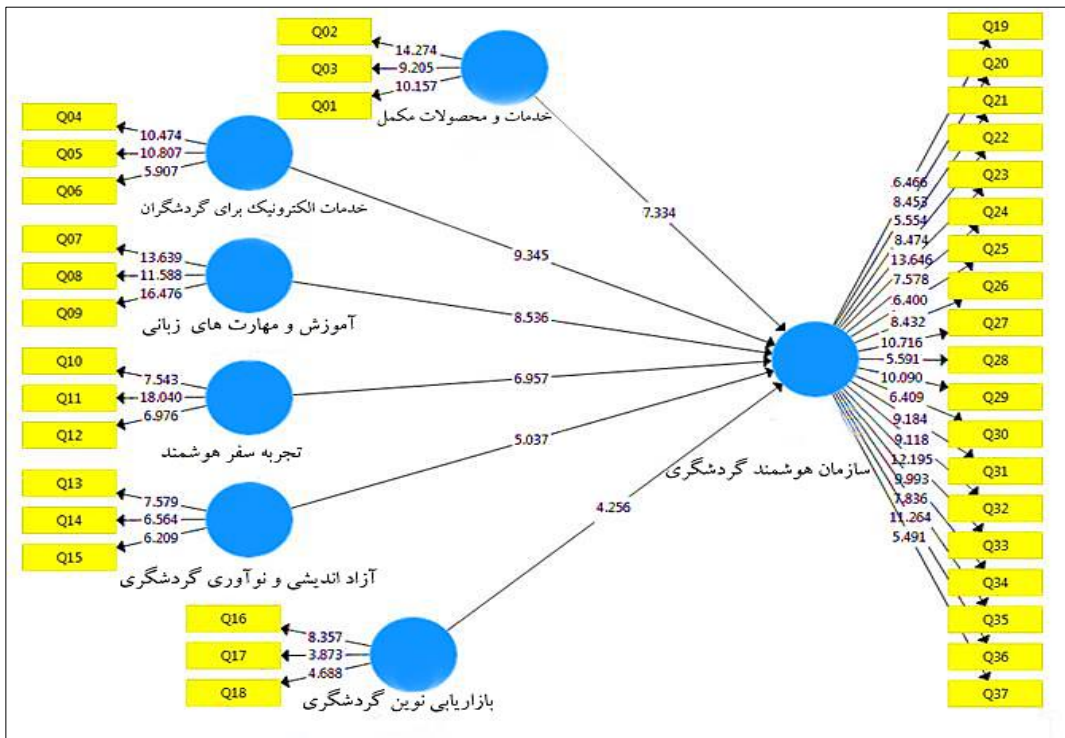 Q02
Q03
Q01
14.274
9.205
10.157
خدمات و محصولات مکمل
7.334
Q04
Q05
Q06
10.474
10.807
5.907
خدمات الکترونیک برای گردشگران
9.345
Q07
Q08
Q09
13.639
11.588
16.476
آموزش و مهارت های زبانی
8.536
Q10
Q11
Q12
7.543
18.040
6.976
تجربه سفر هوشمند
6.957
Q13
Q14
Q15
7.579
6.564
6.209
آزاد اندیشی و نوآوری گردشگری
5.037
Q16
Q17
Q18
8.357
3.873
4.688
بازاریابی نوین گردشگری
4.256
سازمان هوشمند گردشگری
6.466
8.453
5.554
8.474
13.646
7.578
6.400
8.432
10.716
5.591
10.090
6.409
9.184
9.118
12.195
9.993
7.836
11.264
5.491
Q19
Q20
Q21
Q22
Q23
Q24
Q25
Q26
Q27
Q28
Q29
Q30
Q31
Q32
Q33
Q34
Q35
Q36
Q37